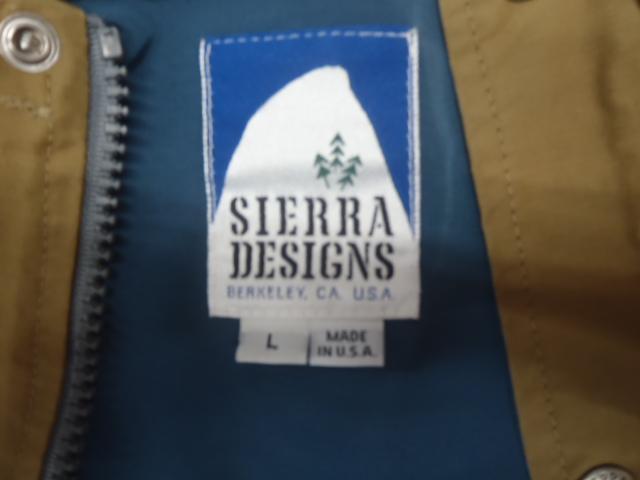 SIERRA
DESIGNS
BERKELEY, CA. U.S.A.
L
MADE
IN U.S.A.